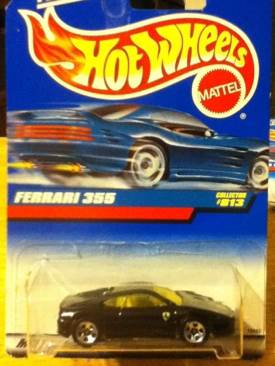 Hot Wheels
MATTEL
®
FERRARI 355
COLLECTOR
#813